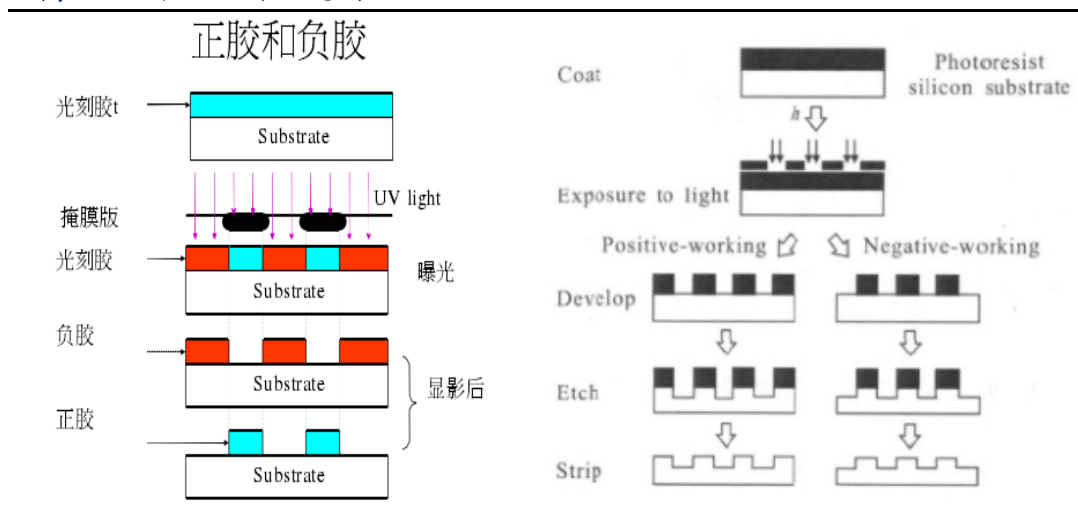 正胶和负胶
光刻胶t
Substrate
UV light
掩膜版
光刻胶
曝光
Substrate
负胶
Substrate
显影后
正胶
Substrate
Coat
Photoresist
silicon substrate
h
Exposure to light
Positive-working
Negative-working
Develop
Etch
Strip